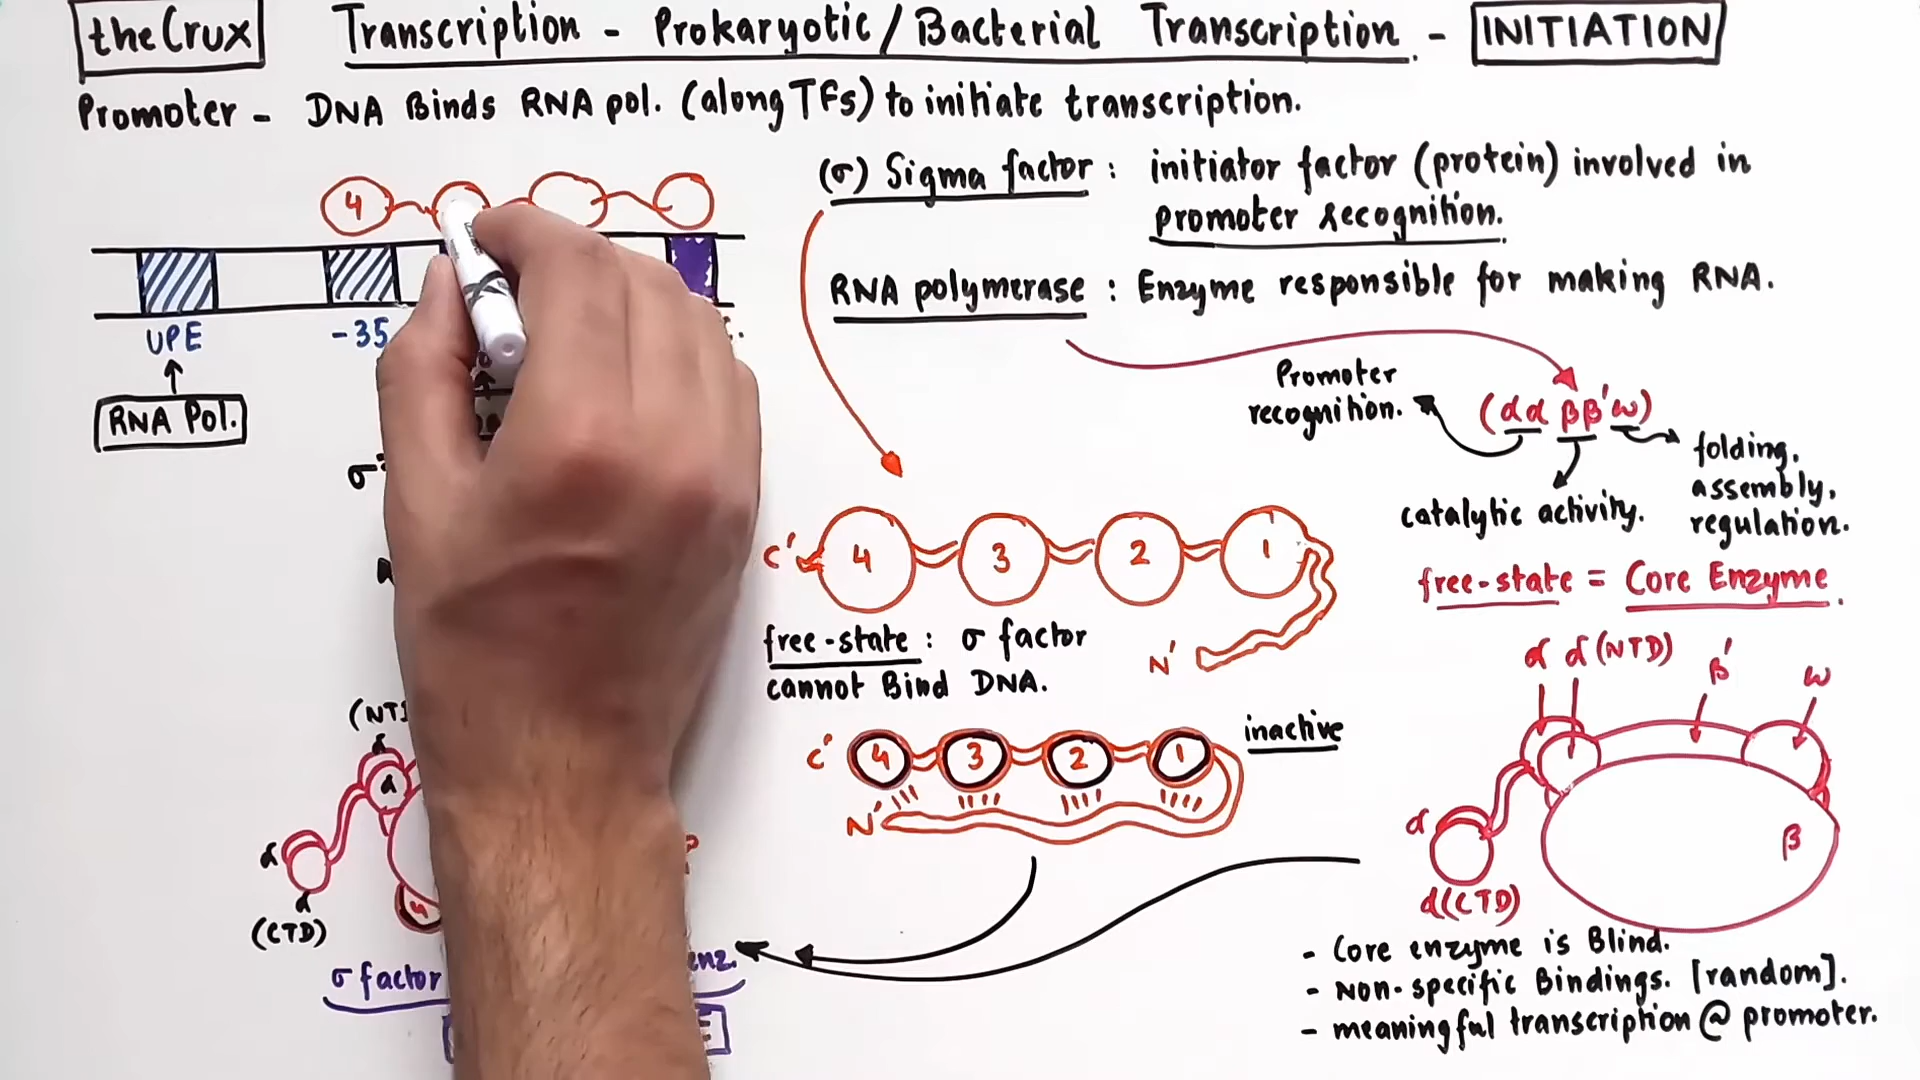 theCrux
Transcription - Prokaryotic / Bacterial Transcription - INITIATION
Promoter - DNA Binds RNA pol. (along TFs) to initiate transcription.
4
UPE
-35
RNA Pol.
σ
(σ) Sigma factor : initiator factor (protein) involved in
promoter recognition.
RNA polymerase : Enzyme responsible for making RNA.
Promoter
recognition.
(αα ββ' ω)
folding.
assembly,
regulation.
catalytic activity.
free-state = Core Enzyme.
C' 4 3 2 1
N'
free-state : σ factor
cannot Bind DNA.
inactive
C' 4 3 2 1
N'
α α (NTD) β' ω
α
β
α(CTD)
- Core enzyme is Blind.
- Non-specific Bindings. [random].
- meaningful transcription @ promoter.
α
α
4
α
(CTD)
σ factor
enz.